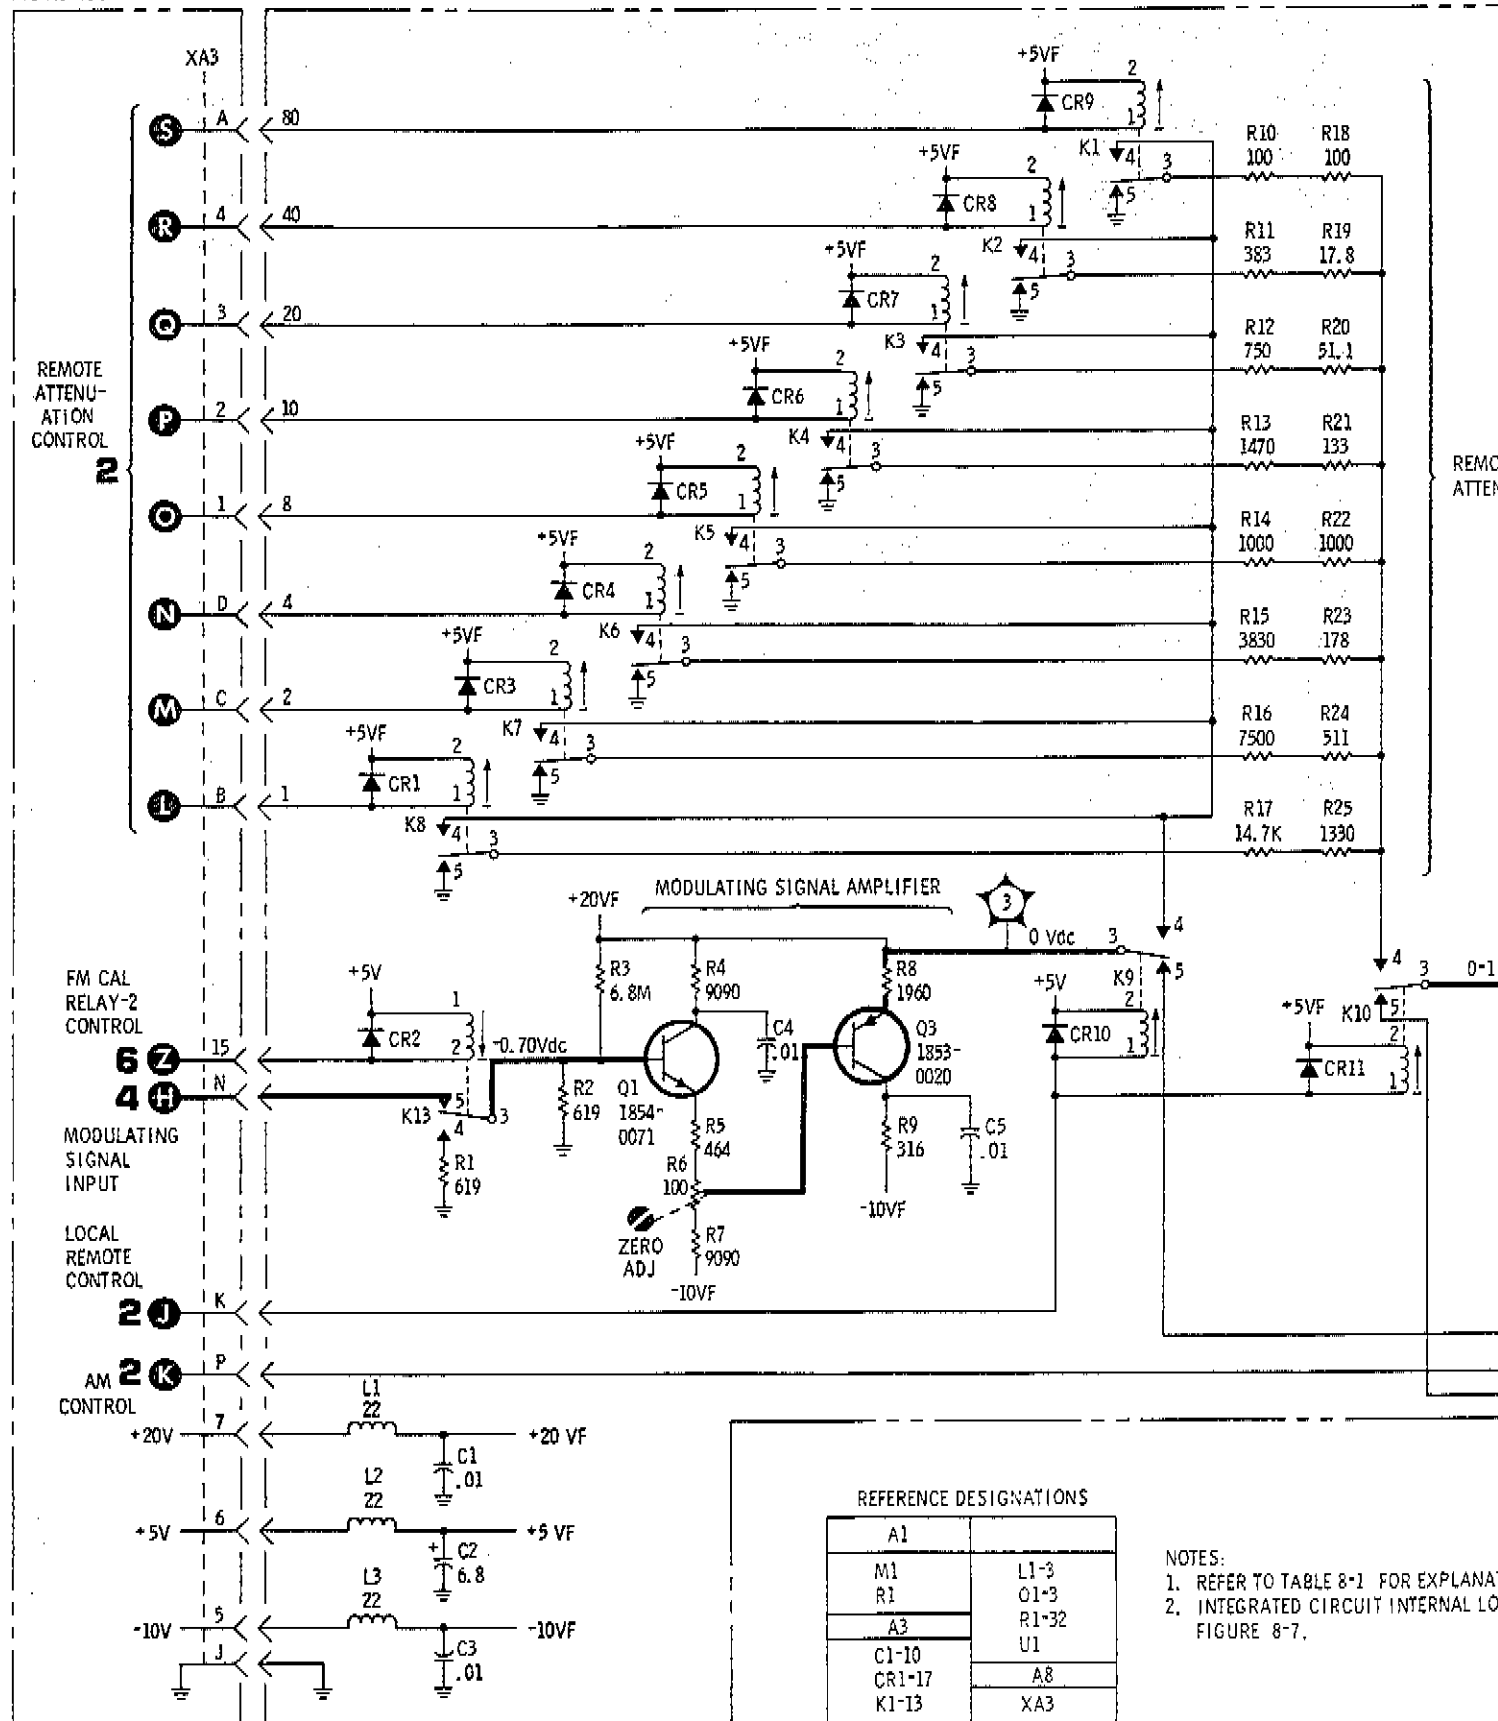 XA3
+5VF
2
CR9
1
S A 80
K1 4
3
5
R10 R18
100 100
+5VF
2
CR8
1
R 4 40
K2 4
3
5
R11 R19
383 17.8
+5VF
2
CR7
1
Q 3 20
K3 4
3
5
R12 R20
750 51.1
+5VF
2
CR6
1
P 2 10
K4 4
3
5
R13 R21
1470 133
REMOTE
ATTENU-
ATION
CONTROL
2
REMO
ATTEN
+5VF
2
CR5
1
O 1 8
K5 4
3
5
R14 R22
1000 1000
+5VF
2
CR4
1
N D 4
K6 4
3
5
R15 R23
3830 178
+5VF
2
CR3
1
M C 2
K7 4
3
5
R16 R24
7500 511
+5VF
2
CR1
1
L B 1
K8 4
3
5
R17 R25
14.7K 1330
MODULATING SIGNAL AMPLIFIER
+20VF
3
0 Vdc
3
4
5
K9
FM CAL
RELAY-2
CONTROL
6 Z 15
+5V
1
CR2
2
-0.70Vdc
R3
6.8M
R4
9090
C4
.01
R8
1960
Q3
1853-
0020
+5V
2
CR10
1
4
3
0-1
5
K10
+5VF
2
CR11
1
4 H N
K13
5
3
4
MODULATING
SIGNAL
INPUT
R1
619
R2
619
Q1
1854-
0071
R5
464
R6
100
R9
316
C5
.01
-10VF
ZERO
ADJ
R7
9090
-10VF
LOCAL
REMOTE
CONTROL
2 J K
AM 2 K P
CONTROL
L1
22
+20V 7 +20 VF
C1
.01
L2
22
+5V 6 +5 VF
+ C2
6.8
L3
22
-10V 5 -10VF
C3
.01
J
REFERENCE DESIGNATIONS
A1
M1
R1
A3
C1-10
CR1-17
K1-13
L1-3
Q1-3
R1-32
U1
A8
XA3
NOTES:
1. REFER TO TABLE 8-1 FOR EXPLANAT
2. INTEGRATED CIRCUIT INTERNAL LO
FIGURE 8-7.